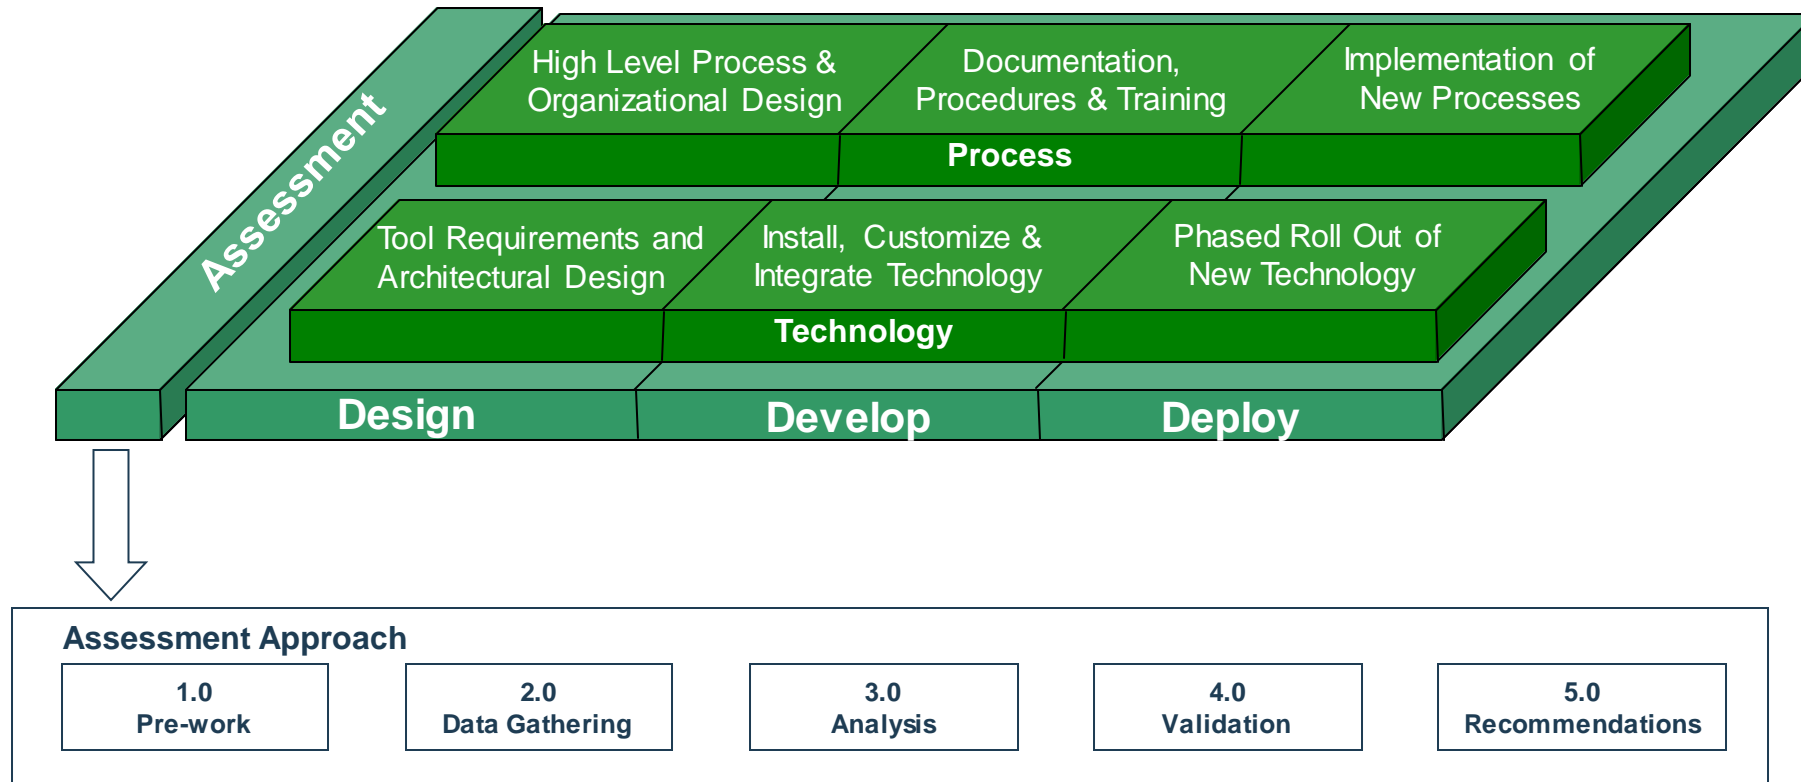 Assessment
High Level Process &
Organizational Design
Documentation,
Procedures & Training
Implementation of
New Processes
Process
Tool Requirements and
Architectural Design
Install, Customize &
Integrate Technology
Phased Roll Out of
New Technology
Technology
Design
Develop
Deploy
Assessment Approach
1.0
Pre-work
2.0
Data Gathering
3.0
Analysis
4.0
Validation
5.0
Recommendations